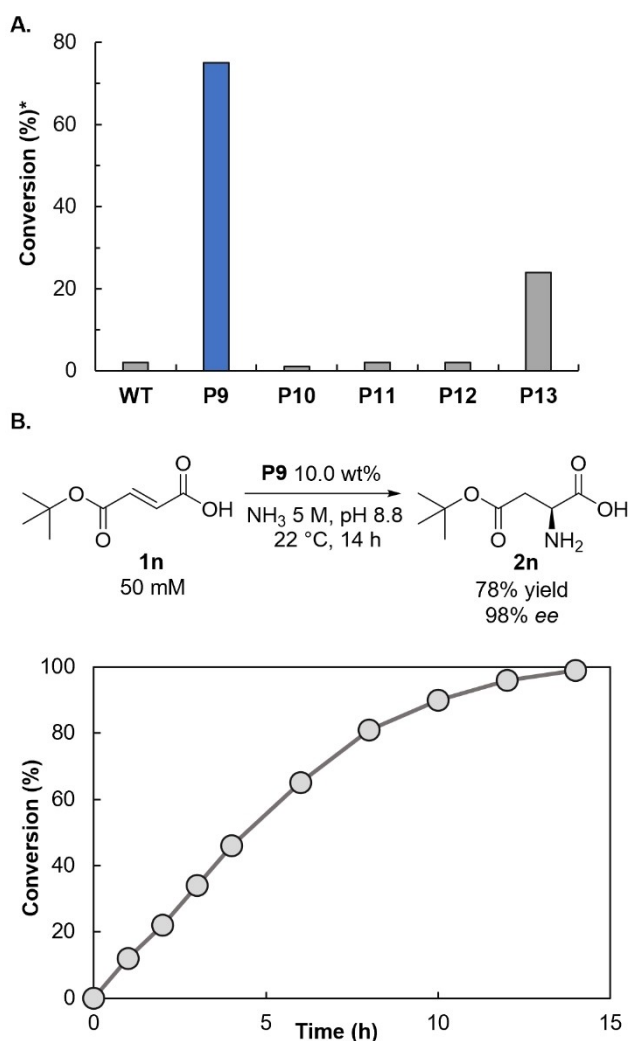 A.
80
60
40
20
0
Conversion (%)*
WT P9 P10 P11 P12 P13
B.
O O O OH
1n
50 mM
P9 10.0 wt%
NH3 5 M, pH 8.8
22 °C, 14 h
O O O OH NH2
2n
78% yield
98% ee
100
80
60
40
20
0
Conversion (%)
0 5 10 15
Time (h)